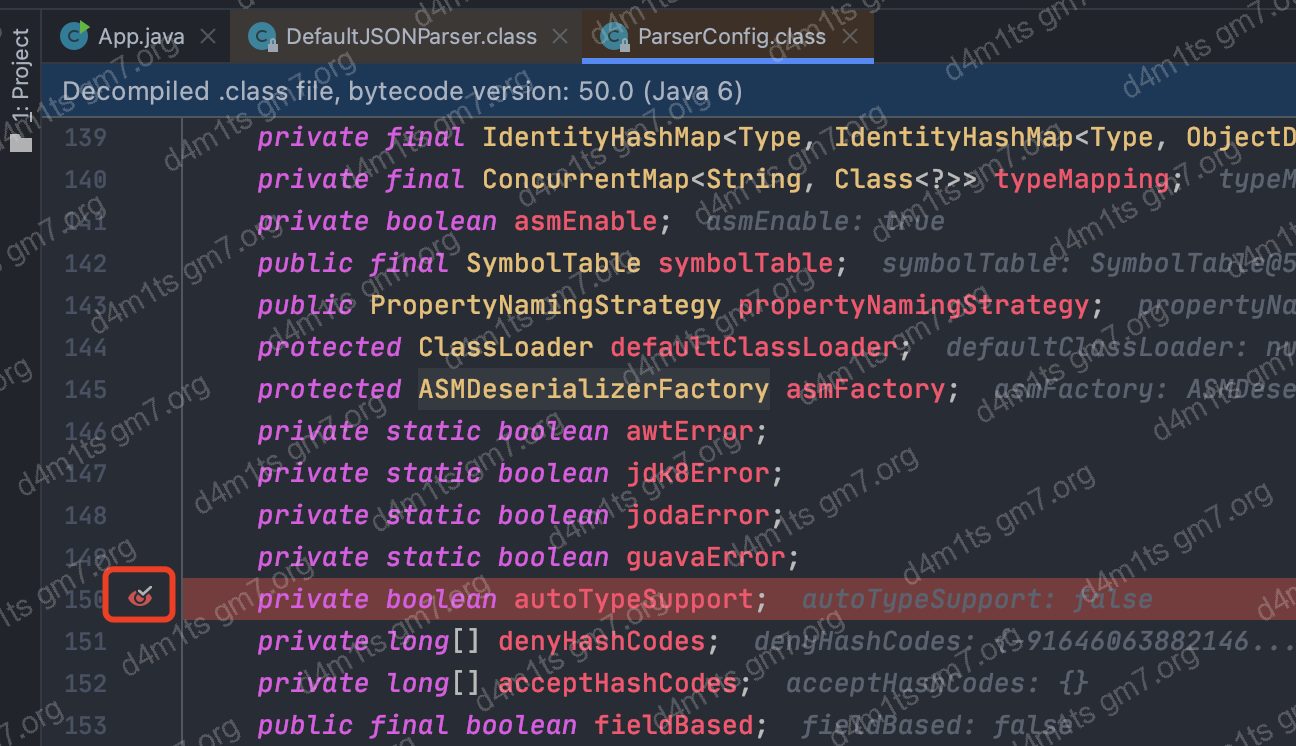 1: Project
App.java
DefaultJSONParser.class
ParserConfig.class
Decompiled .class file, bytecode version: 50.0 (Java 6)
139 private final IdentityHashMap<Type, IdentityHashMap<Type, ObjectD
140 private final ConcurrentMap<String, Class<?>> typeMapping; typeM
141 private boolean asmEnable; asmEnable: true
142 public final SymbolTable symbolTable; symbolTable: SymbolTable@5
143 public PropertyNamingStrategy propertyNamingStrategy; propertyNa
144 protected ClassLoader defaultClassLoader; defaultClassLoader: nu
145 protected ASMDeserializerFactory asmFactory; asmFactory: ASMDese
146 private static boolean awtError;
147 private static boolean jdk8Error;
148 private static boolean jodaError;
149 private static boolean guavaError;
150 private boolean autoTypeSupport; autoTypeSupport: false
151 private long[] denyHashCodes; denyHashCodes: {-91646063882146...
152 private long[] acceptHashCodes; acceptHashCodes: {}
153 public final boolean fieldBased; fieldBased: false
d4m1ts gm7.org